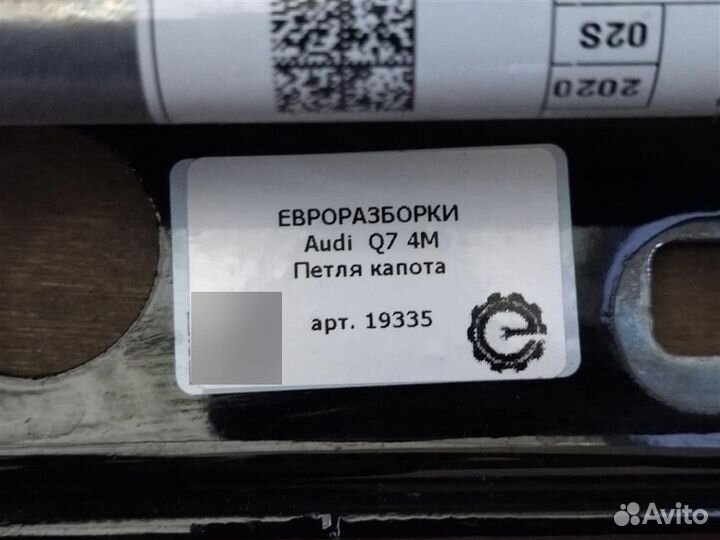 02S
2020
ЕВРОРАЗБОРКИ
Audi Q7 4M
Петля капота
арт. 19335
Avito